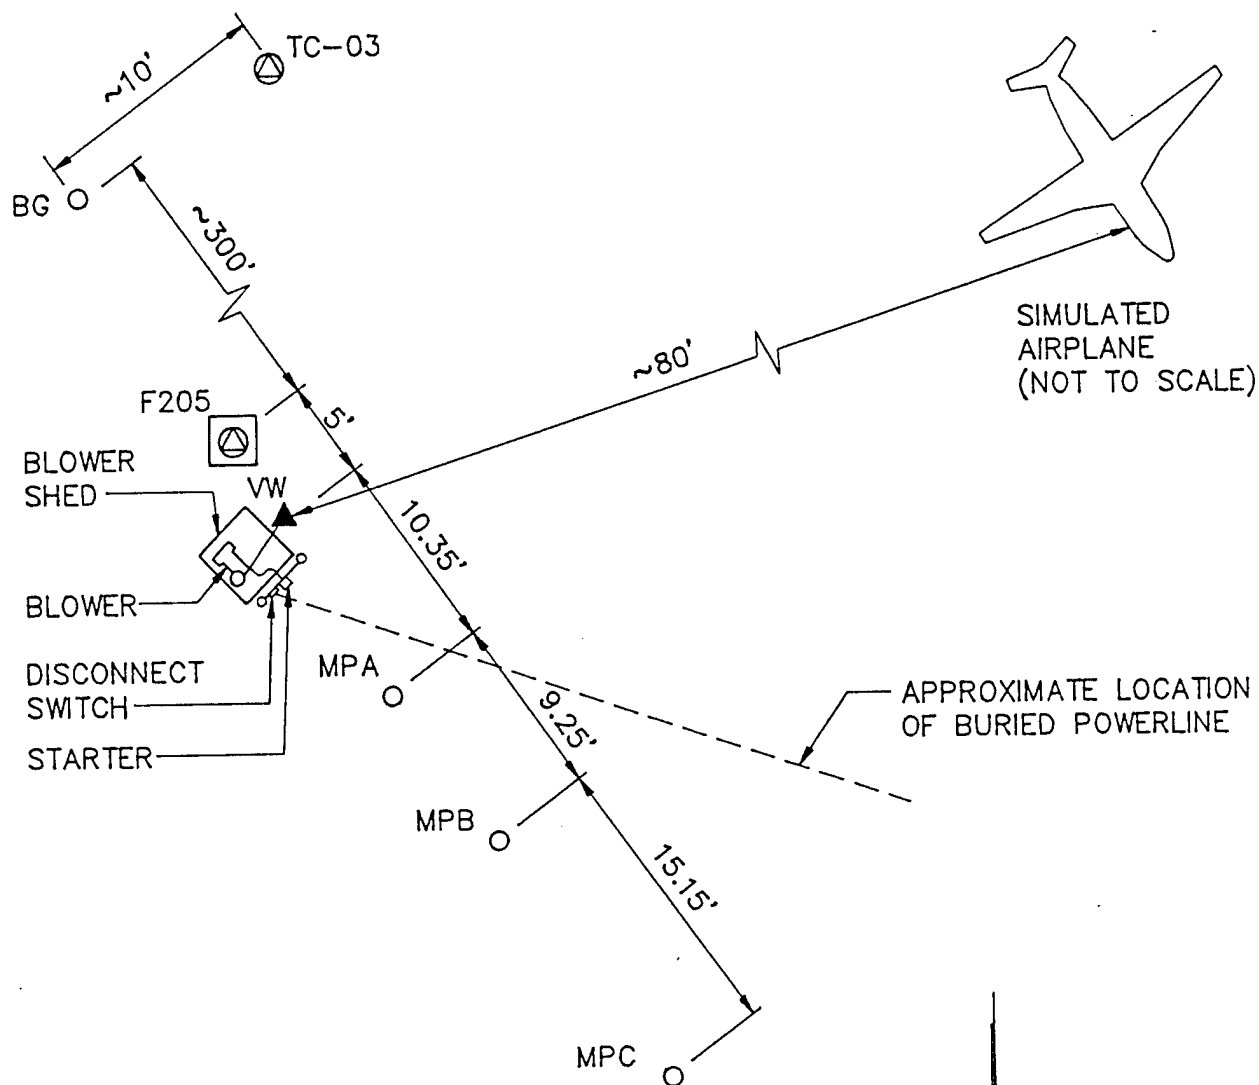 TC-03
~10'
BG
~300'
SIMULATED
AIRPLANE
(NOT TO SCALE)
~80'
F205
5'
BLOWER
SHED
VW
10.35'
BLOWER
MPA
DISCONNECT
SWITCH
APPROXIMATE LOCATION
OF BURIED POWERLINE
9.25'
STARTER
MPB
15.15'
MPC